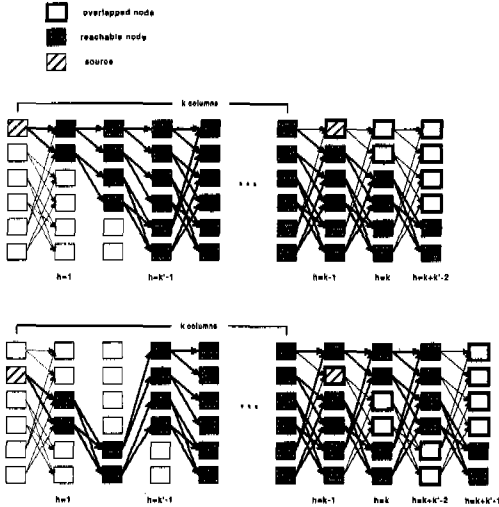 overlapped node
reachable node
source
k columns
...
h=1
h=k'-1
h=k-1
h=k
h=k+k'-2
k columns
...
h=1
h=k'-1
h=k-1
h=k
h=k+k'-2
h=k+k'-1